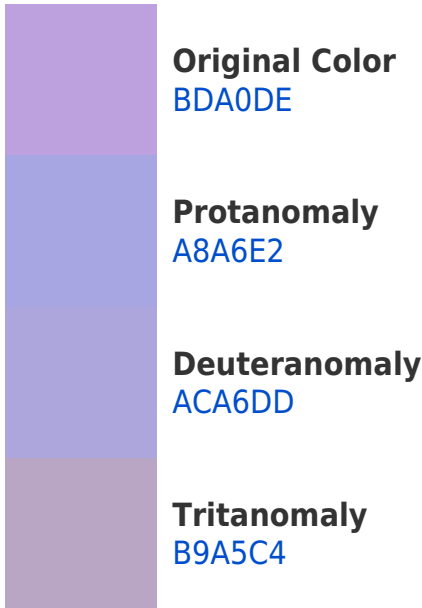 Original Color
BDA0DE
Protanomaly
A8A6E2
Deuteranomaly
ACA6DD
Tritanomaly
B9A5C4